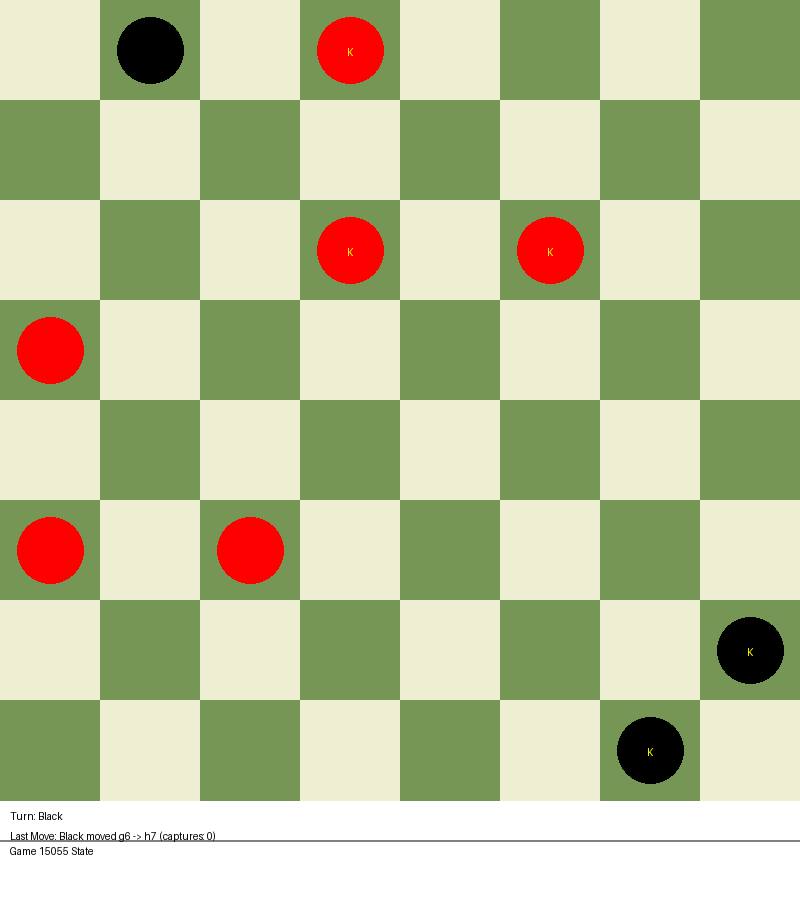 K
K K
K
K
Turn: Black
Last Move: Black moved g6 -> h7 (captures: 0)
Game 15055 State